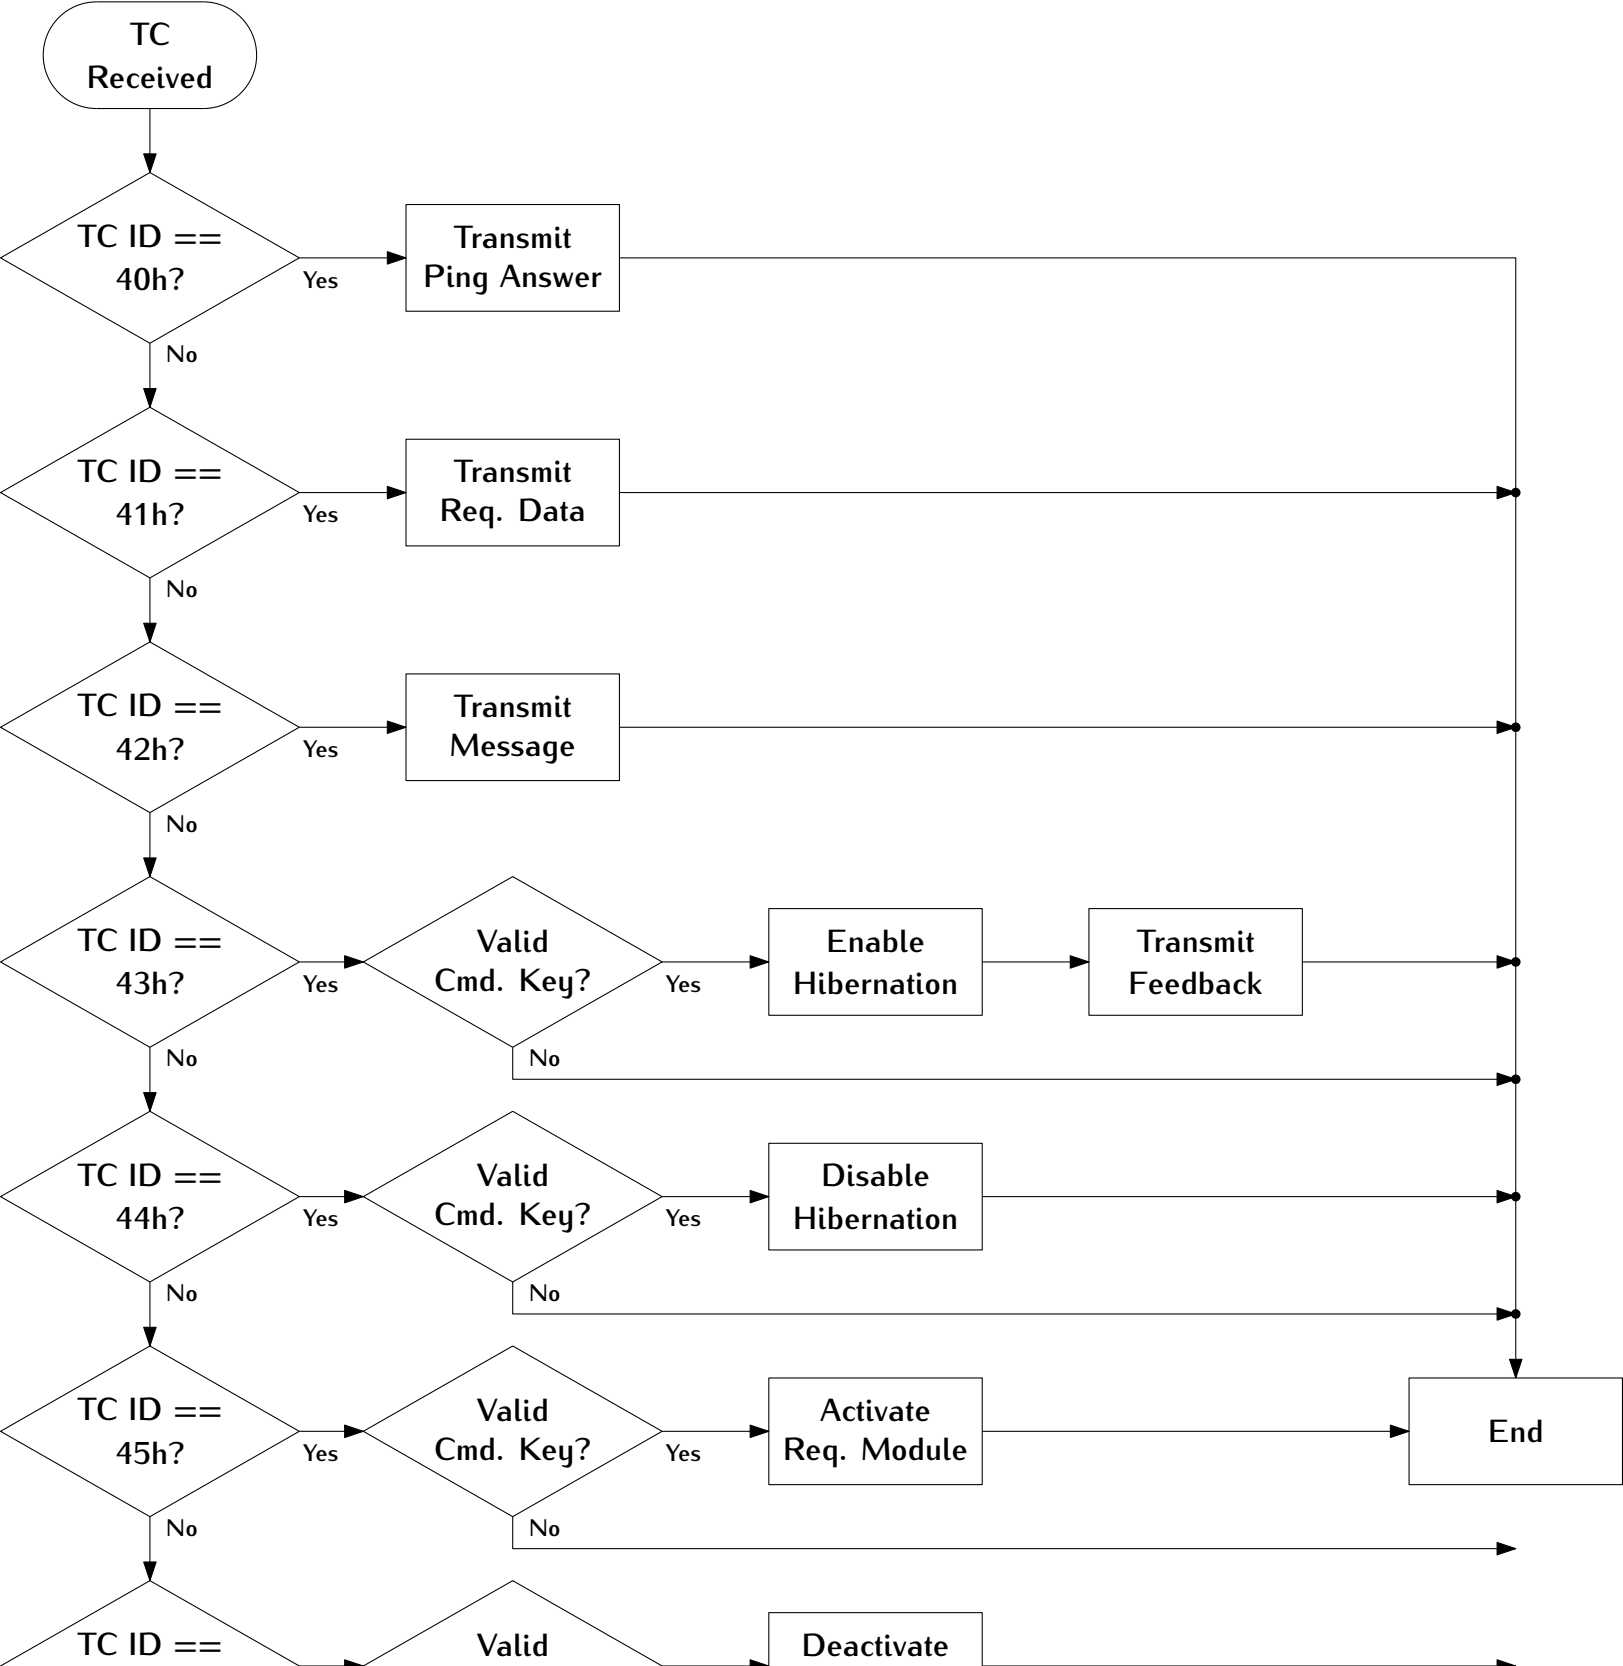 TC
Received
TC ID ==
40h?
Yes
Transmit
Ping Answer
No
TC ID ==
41h?
Yes
Transmit
Req. Data
No
TC ID ==
42h?
Yes
Transmit
Message
No
TC ID ==
43h?
Yes
Valid
Cmd. Key?
Yes
Enable
Hibernation
Transmit
Feedback
No
No
TC ID ==
44h?
Yes
Valid
Cmd. Key?
Yes
Disable
Hibernation
No
No
TC ID ==
45h?
Yes
Valid
Cmd. Key?
Yes
Activate
Req. Module
End
No
No
TC ID ==
Valid
Deactivate